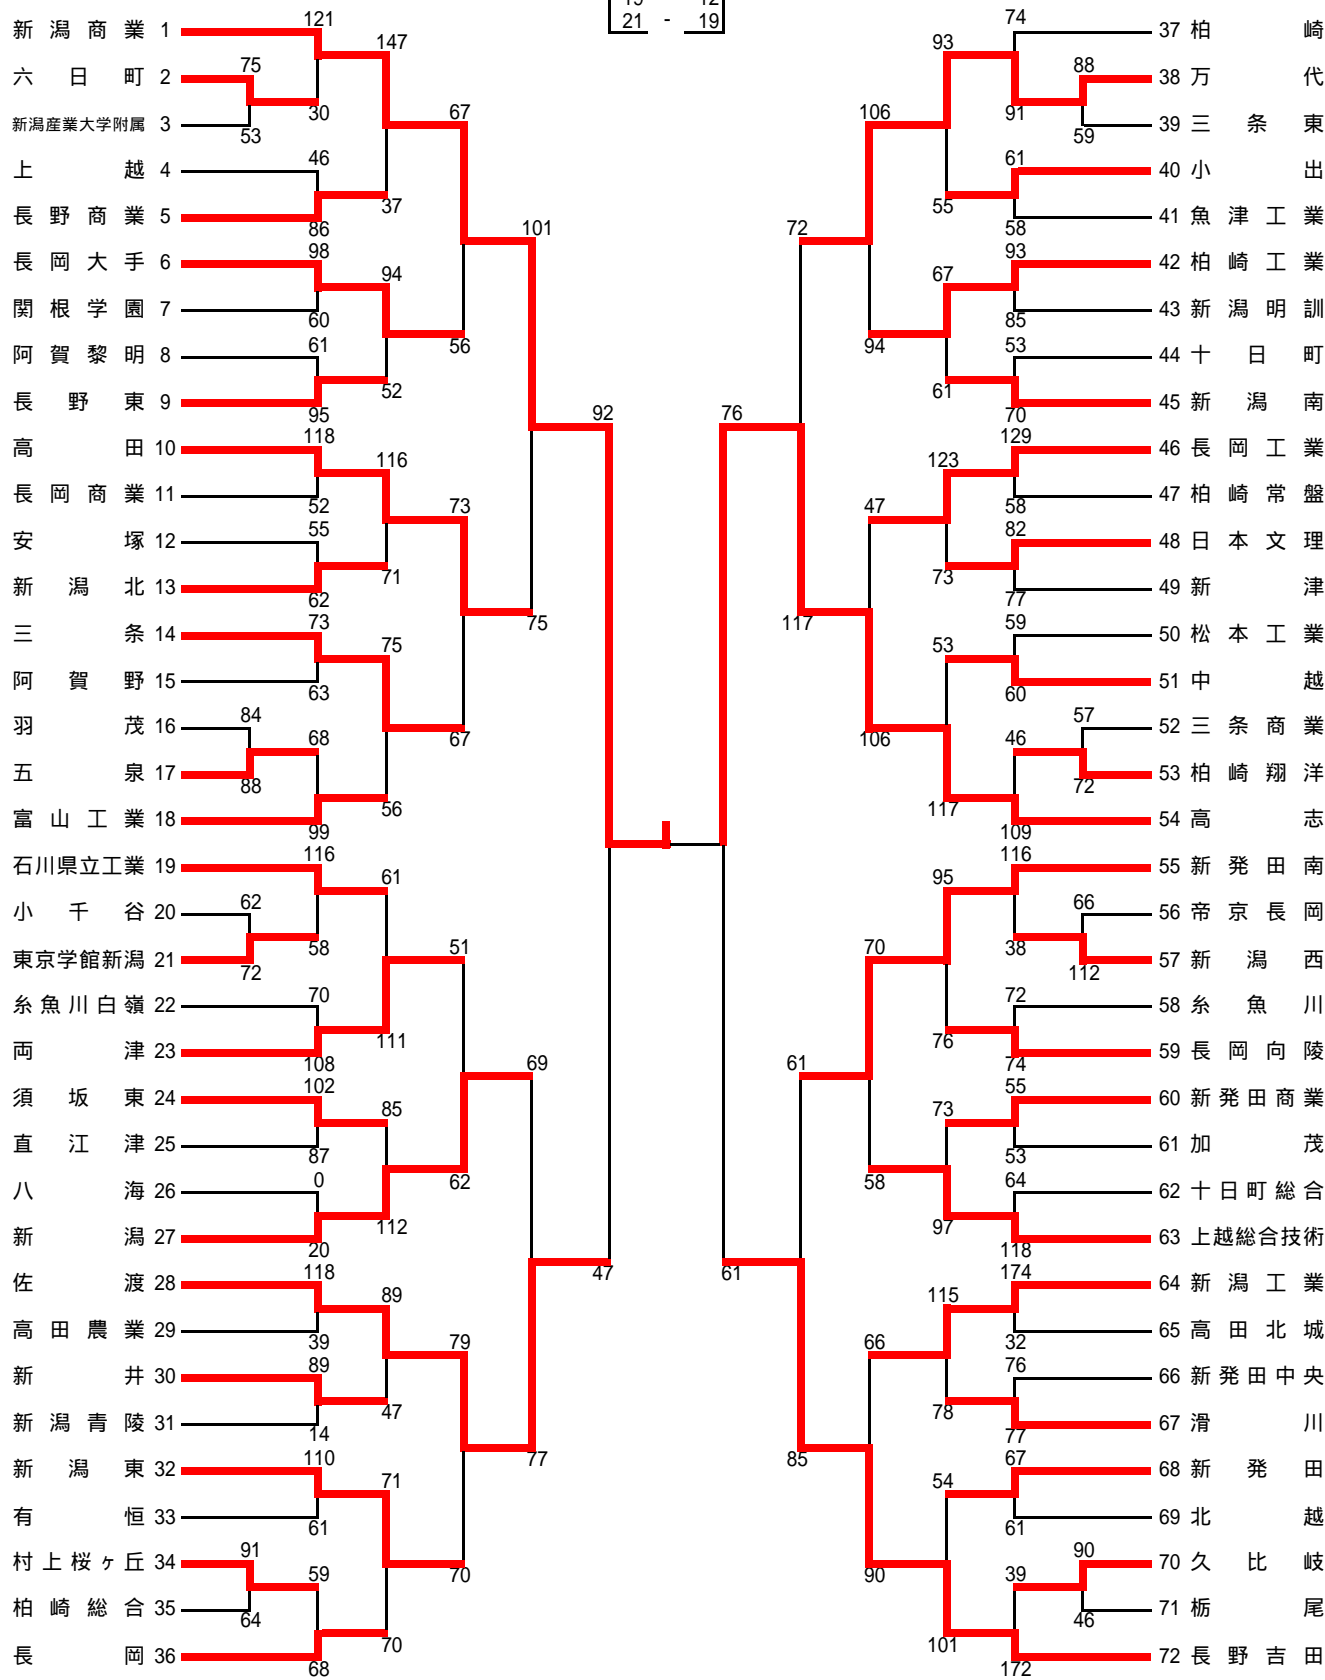 21 - 19
新潟商業 1
六日町 2
新潟産業大学附属 3
上越 4
長野商業 5
長岡大手 6
関根学園 7
阿賀黎明 8
長野東 9
高田 10
長岡商業 11
安塚 12
新潟北 13
三条 14
阿賀野 15
羽茂 16
五泉 17
富山工業 18
石川県立工業 19
小千谷 20
東京学館新潟 21
糸魚川白嶺 22
両津 23
須坂東 24
直江津 25
八海 26
新潟 27
佐渡 28
高田農業 29
新井 30
新潟青陵 31
新潟東 32
有恒 33
村上桜ヶ丘 34
柏崎総合 35
長岡 36
75
53
84
88
62
72
91
64
121
30
46
86
98
60
61
95
118
52
55
62
73
63
68
99
116
58
70
108
102
87
0
20
118
39
89
14
110
61
59
68
147
37
94
52
116
71
75
56
61
111
85
112
89
47
71
70
67
56
73
67
51
62
79
70
101
75
69
77
92
47
76
61
72
117
61
85
106
94
47
106
70
58
66
90
93
55
67
61
123
73
53
117
95
76
73
97
115
78
54
101
74
91
61
58
93
85
53
70
129
58
82
77
59
60
46
109
116
38
72
74
55
53
64
118
174
32
76
77
67
61
39
172
88
59
57
72
66
112
90
46
37 柏崎
38 万代
39 三条東
40 小出
41 魚津工業
42 柏崎工業
43 新潟明訓
44 十日町
45 新潟南
46 長岡工業
47 柏崎常盤
48 日本文理
49 新津
50 松本工業
51 中越
52 三条商業
53 柏崎翔洋
54 高志
55 新発田南
56 帝京長岡
57 新潟西
58 糸魚川
59 長岡向陵
60 新発田商業
61 加茂
62 十日町総合
63 上越総合技術
64 新潟工業
65 高田北城
66 新発田中央
67 滑川
68 新発田
69 北越
70 久比岐
71 栃尾
72 長野吉田